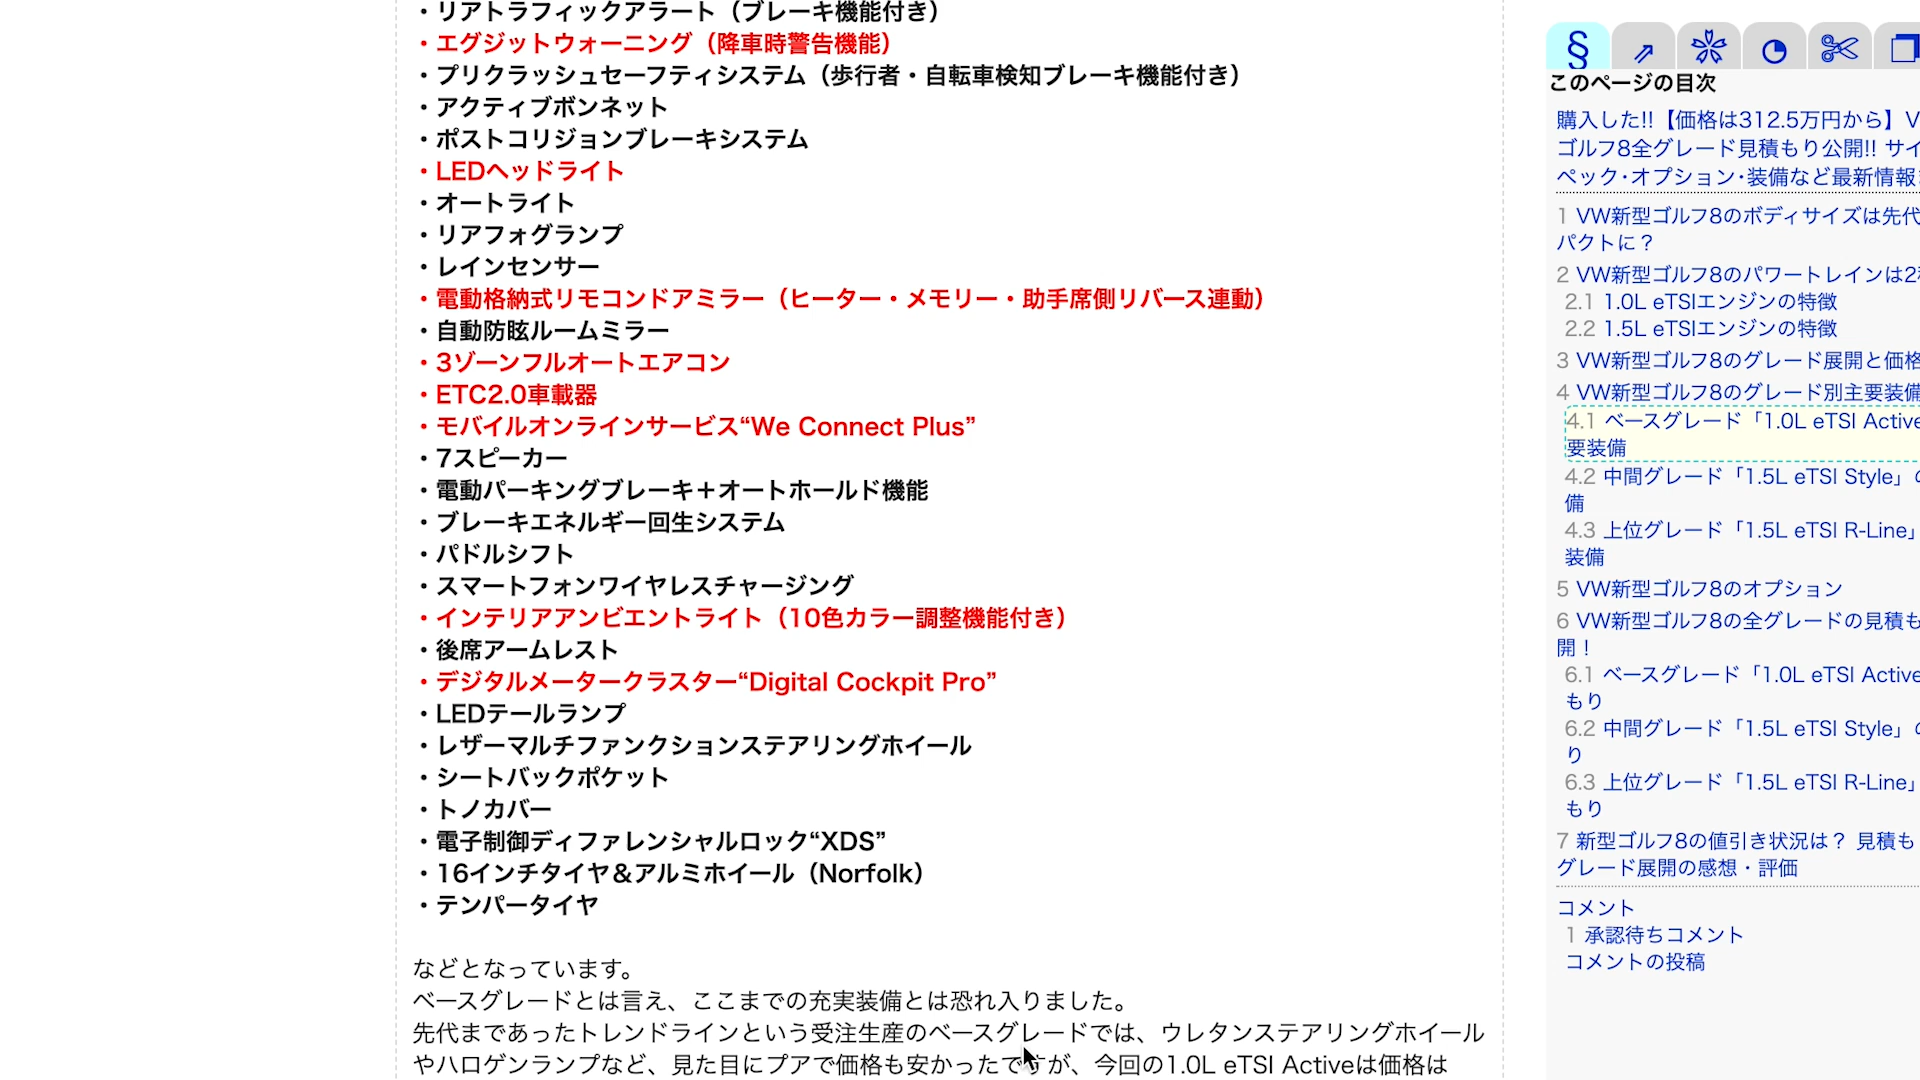 ・リアトラフィックアラート（ブレーキ機能付き）
・エグジットウォーニング（降車時警告機能）
・プリクラッシュセーフティシステム（歩行者・自転車検知ブレーキ機能付き）
・アクティブボンネット
・ポストコリジョンブレーキシステム
・LEDヘッドライト
・オートライト
・リアフォグランプ
・レインセンサー
・電動格納式リモコンドアミラー（ヒーター・メモリー・助手席側リバース連動）
・自動防眩ルームミラー
・3ゾーンフルオートエアコン
・ETC2.0車載器
・モバイルオンラインサービス“We Connect Plus”
・7スピーカー
・電動パーキングブレーキ＋オートホールド機能
・ブレーキエネルギー回生システム
・パドルシフト
・スマートフォンワイヤレスチャージング
・インテリアアンビエントライト（10色カラー調整機能付き）
・後席アームレスト
・デジタルメータークラスター“Digital Cockpit Pro”
・LEDテールランプ
・レザーマルチファンクションステアリングホイール
・シートバックポケット
・トノカバー
・電子制御ディファレンシャルロック“XDS”
・16インチタイヤ＆アルミホイール（Norfolk）
・テンパータイヤ
などとなっています。
ベースグレードとは言え、ここまでの充実装備とは恐れ入りました。
先代まであったトレンドラインという受注生産のベースグレードでは、ウレタンステアリングホイール
やハロゲンランプなど、見た目にプアで価格も安かったですが、今回の1.0L eTSI Activeは価格は
§
このページの目次
購入した!!【価格は312.5万円から】V
ゴルフ8全グレード見積もり公開!! サイ
ペック･オプション･装備など最新情報
1 VW新型ゴルフ8のボディサイズは先代
パクトに？
2 VW新型ゴルフ8のパワートレインは2
2.1 1.0L eTSIエンジンの特徴
2.2 1.5L eTSIエンジンの特徴
3 VW新型ゴルフ8のグレード展開と価格
4 VW新型ゴルフ8のグレード別主要装備
4.1 ベースグレード「1.0L eTSI Active
要装備
4.2 中間グレード「1.5L eTSI Style」の
備
4.3 上位グレード「1.5L eTSI R-Line」
装備
5 VW新型ゴルフ8のオプション
6 VW新型ゴルフ8の全グレードの見積も
開！
6.1 ベースグレード「1.0L eTSI Active
もり
6.2 中間グレード「1.5L eTSI Style」の
り
6.3 上位グレード「1.5L eTSI R-Line」
もり
7 新型ゴルフ8の値引き状況は？ 見積も
グレード展開の感想・評価
コメント
1 承認待ちコメント
コメントの投稿